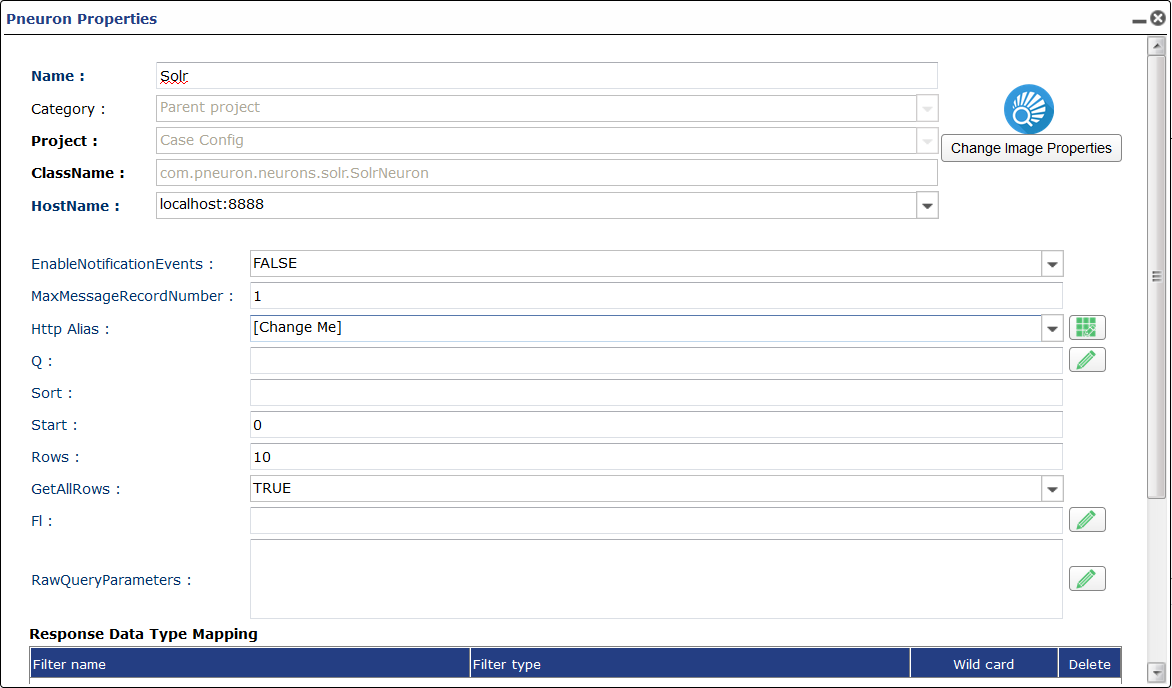 Pneuron Properties
Name : Solr
Category : Parent project
Project : Case Config
Change Image Properties
ClassName : com.pneuron.neurons.solr.SolrNeuron
HostName : localhost:8888
EnableNotificationEvents : FALSE
MaxMessageRecordNumber : 1
Http Alias : [Change Me]
Q :
Sort :
Start : 0
Rows : 10
GetAllRows : TRUE
Fl :
RawQueryParameters :
Response Data Type Mapping
Filter name Filter type Wild card Delete